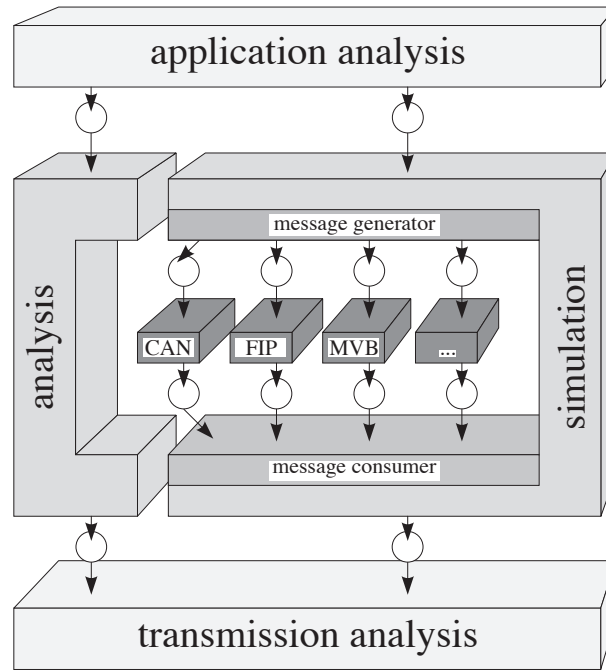 application analysis
message generator
analysis
CAN
FIP
MVB
...
simulation
message consumer
transmission analysis